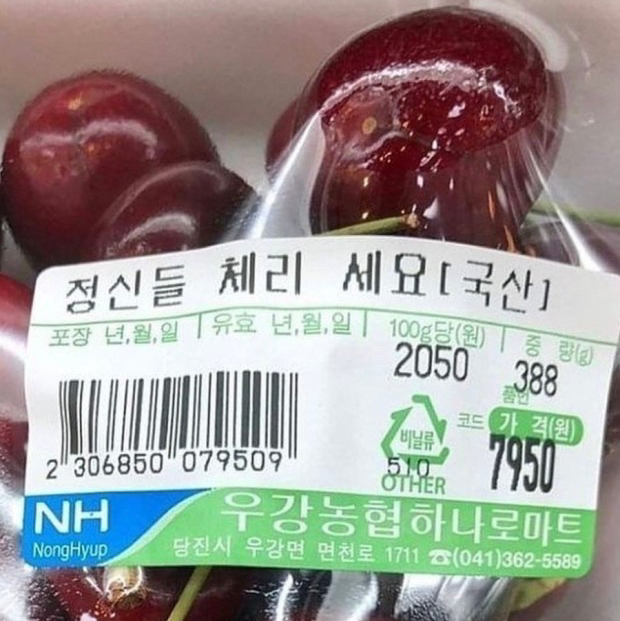 정신들 체리 세요[국산]
포장 년,월,일 유효 년,월,일 100g당(원) 중 량(g)
2050 388
품번
코드 가 격(원)
비닐류
7950
510
OTHER
2 306850 079509
NH
NongHyup
우강농협하나로마트
당진시 우강면 면천로 1711 ☎(041)362-5589